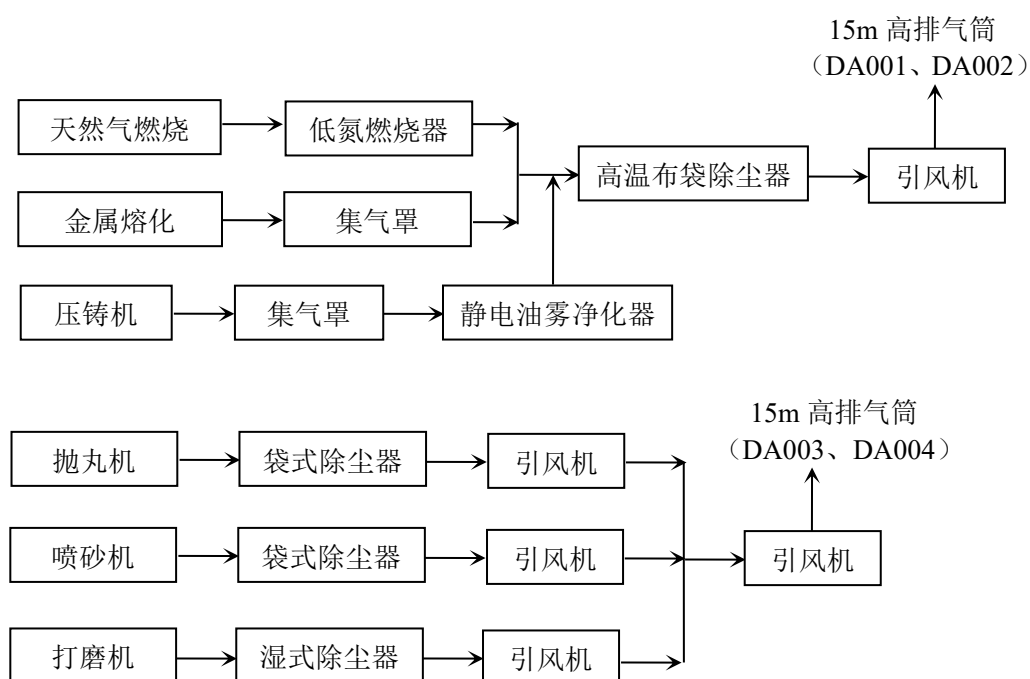 15m 高排气筒
（DA001、DA002）
天然气燃烧
低氮燃烧器
高温布袋除尘器
引风机
金属熔化
集气罩
压铸机
集气罩
静电油雾净化器
15m 高排气筒
（DA003、DA004）
抛丸机
袋式除尘器
引风机
喷砂机
袋式除尘器
引风机
引风机
打磨机
湿式除尘器
引风机